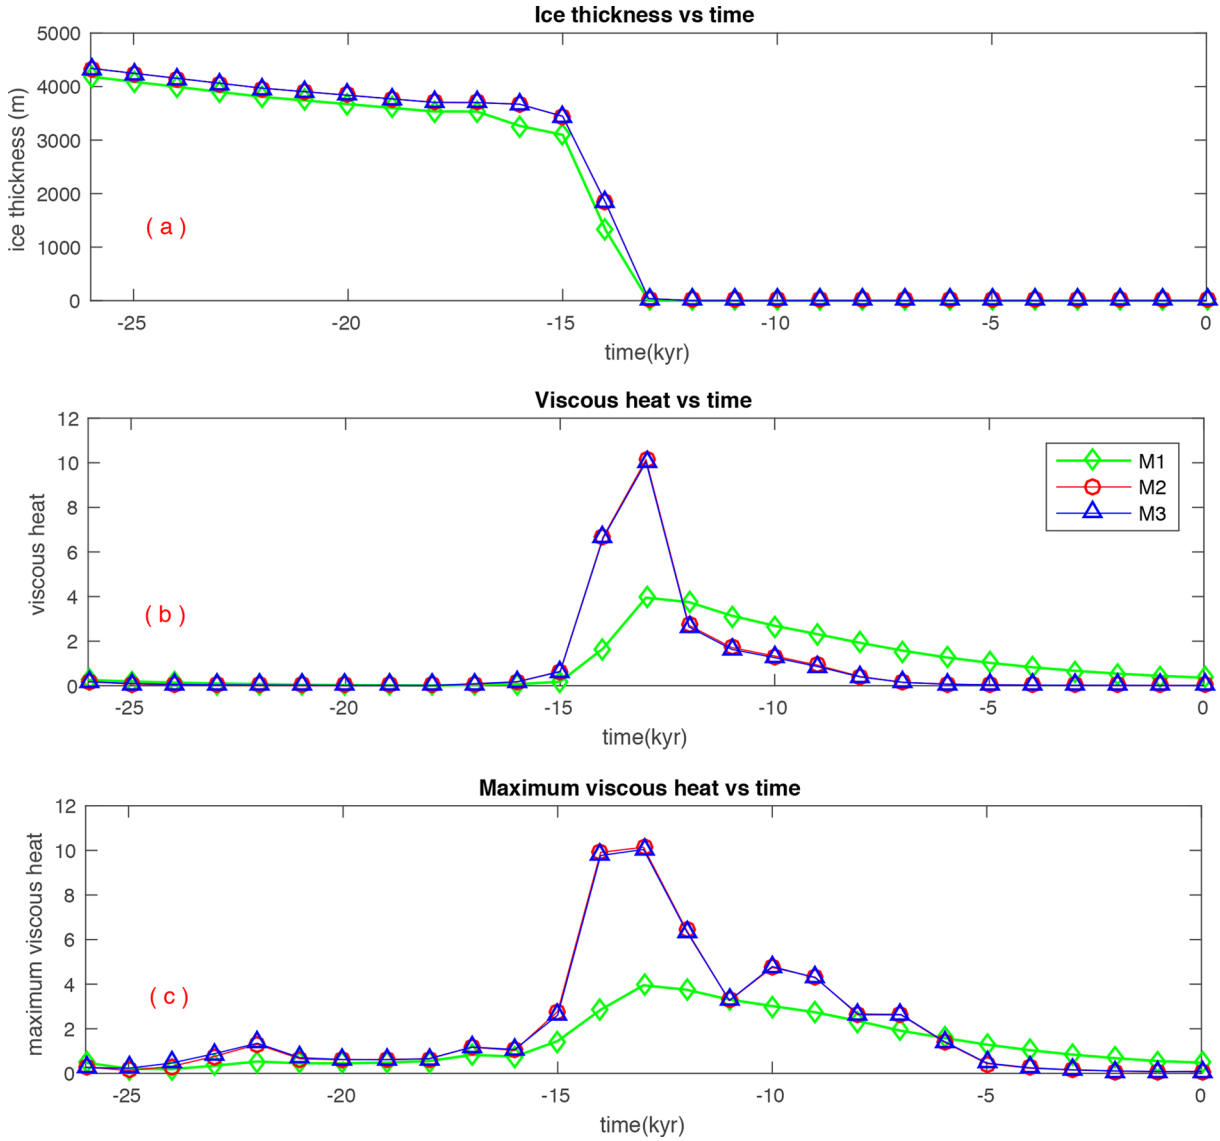 Ice thickness vs time
5000
4000
3000
2000
1000
0
ice thickness (m)
( a )
-25 -20 -15 -10 -5 0
time(kyr)
Viscous heat vs time
12
10
8
6
4
2
0
viscous heat
( b )
M1
M2
M3
-25 -20 -15 -10 -5 0
time(kyr)
Maximum viscous heat vs time
12
10
8
6
4
2
0
maximum viscous heat
( c )
-25 -20 -15 -10 -5 0
time(kyr)